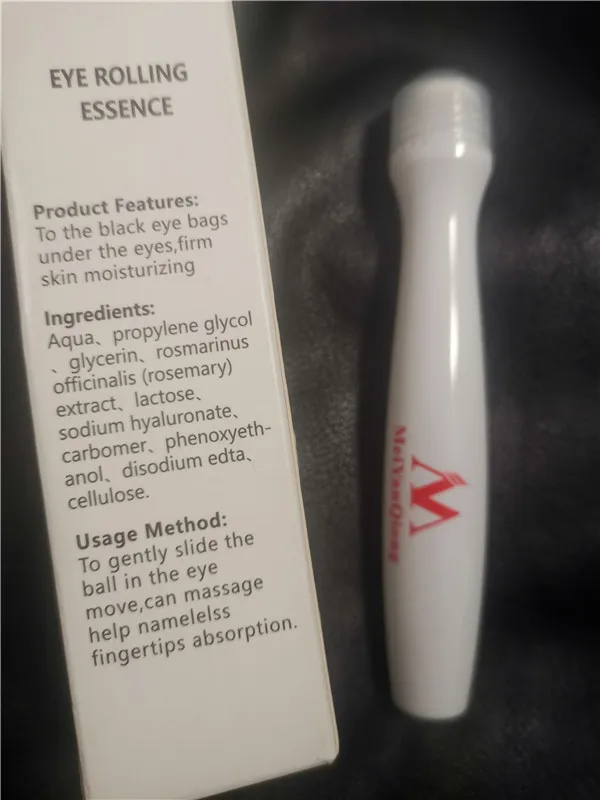 EYE ROLLING
ESSENCE
Product Features:
To the black eye bags
under the eyes,firm
skin moisturizing
Ingredients:
Aqua、propylene glycol
、glycerin、rosmarinus
officinalis (rosemary)
extract、lactose、
sodium hyaluronate、
carbomer、phenoxyeth-
anol、disodium edta、
cellulose.
Usage Method:
To gently slide the
ball in the eye
move,can massage
help namelelss
fingertips absorption.
MeiYanQiong